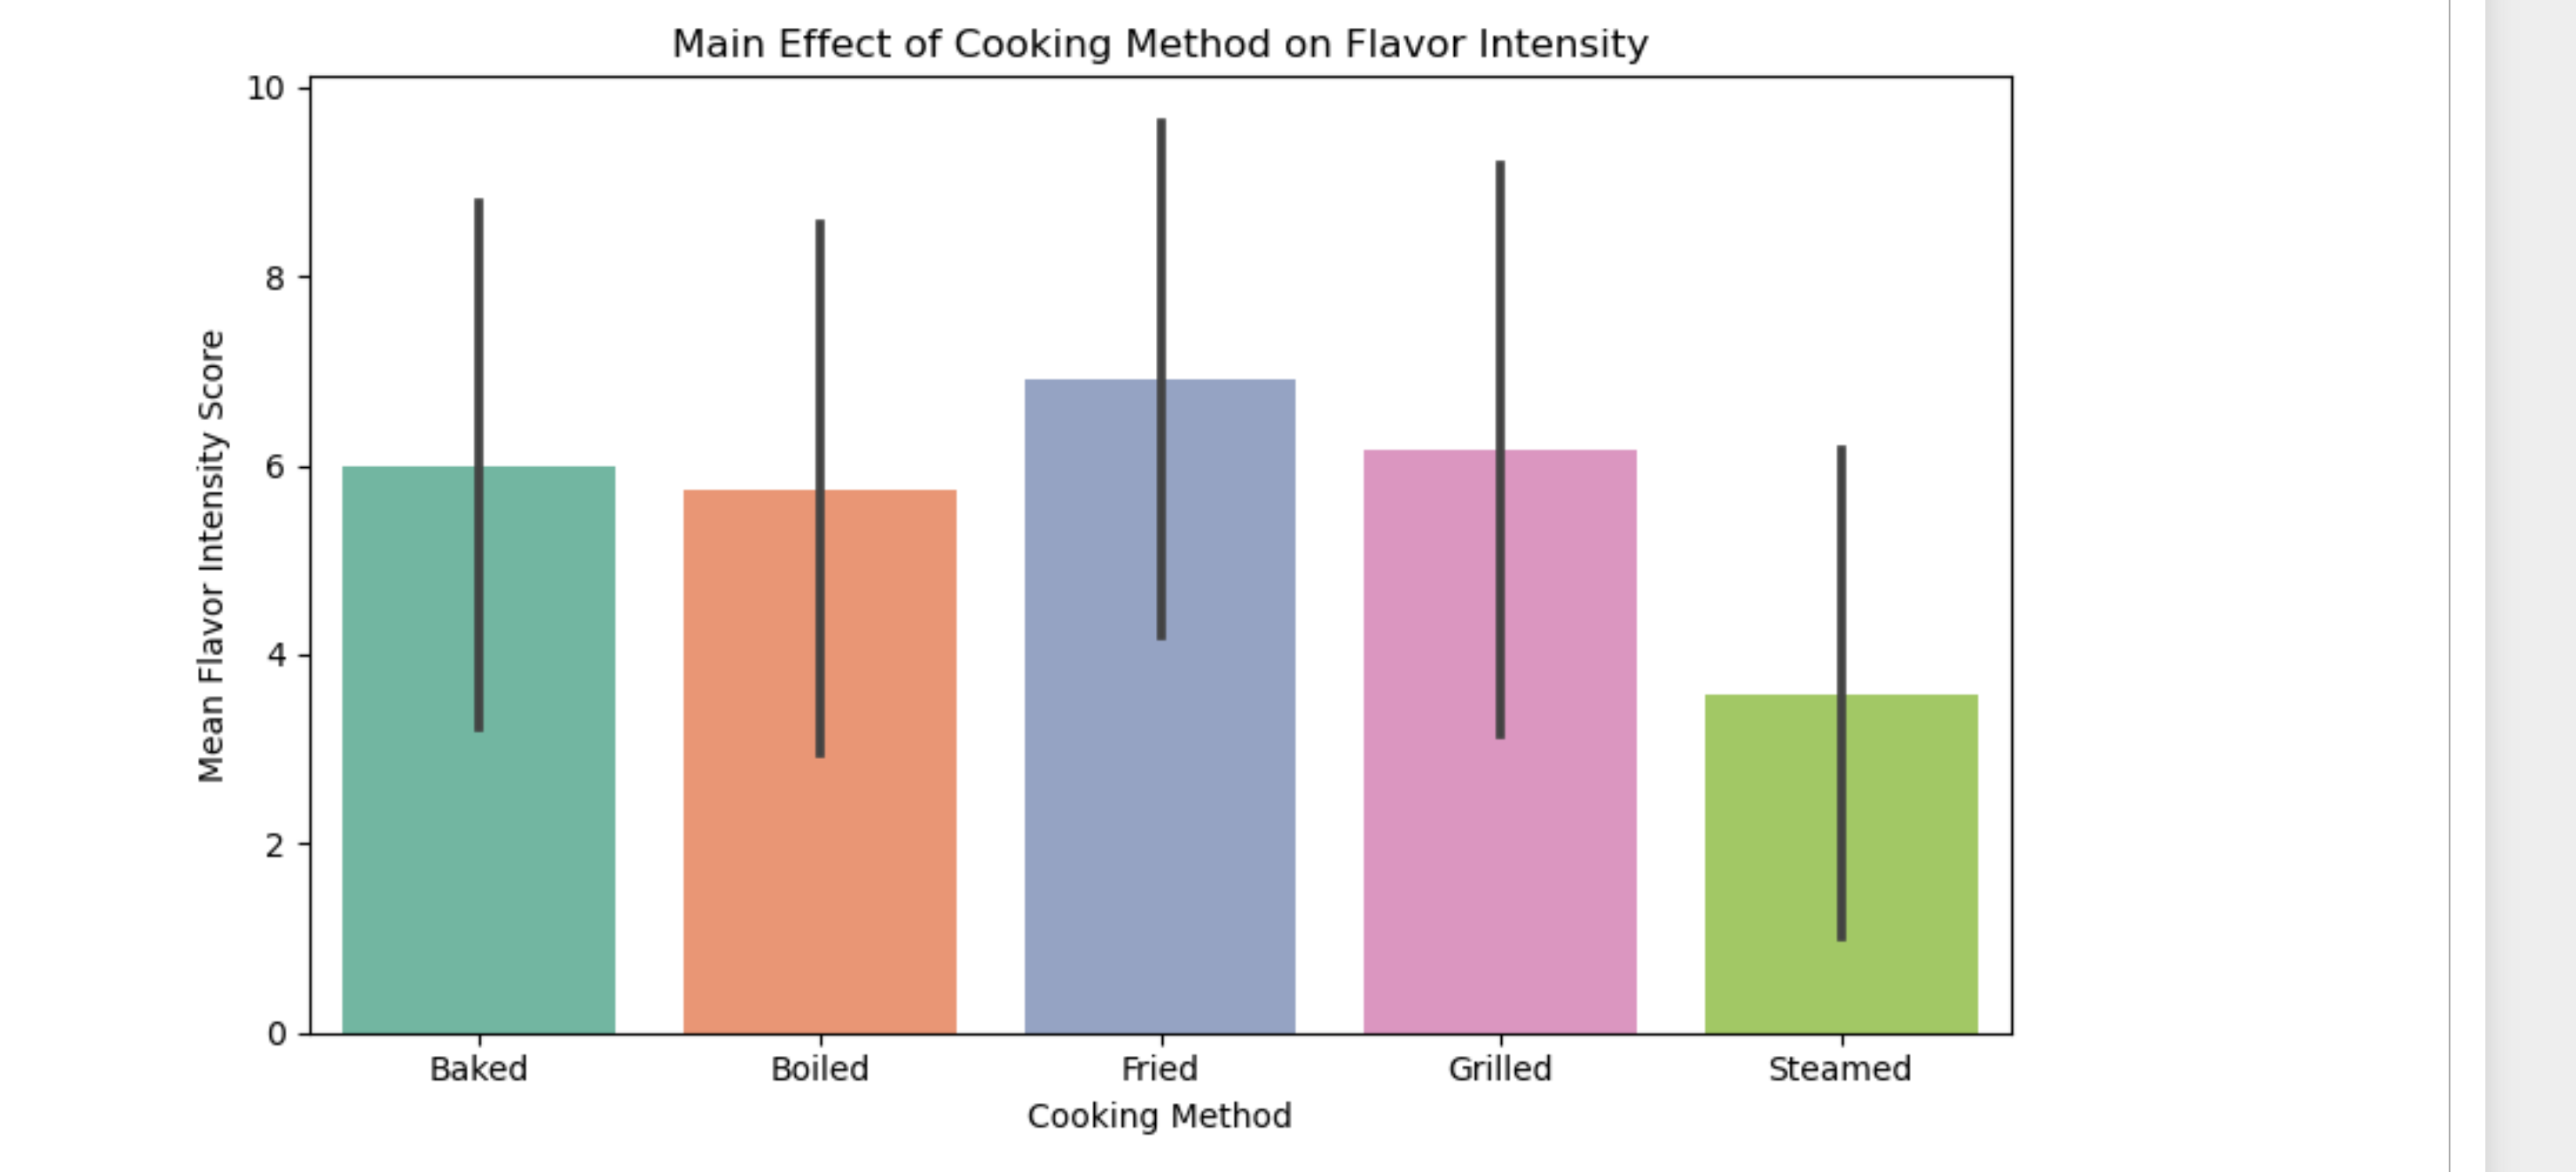 Main Effect of Cooking Method on Flavor Intensity
10
8
6
4
2
0
Mean Flavor Intensity Score
Baked Boiled Fried Grilled Steamed
Cooking Method